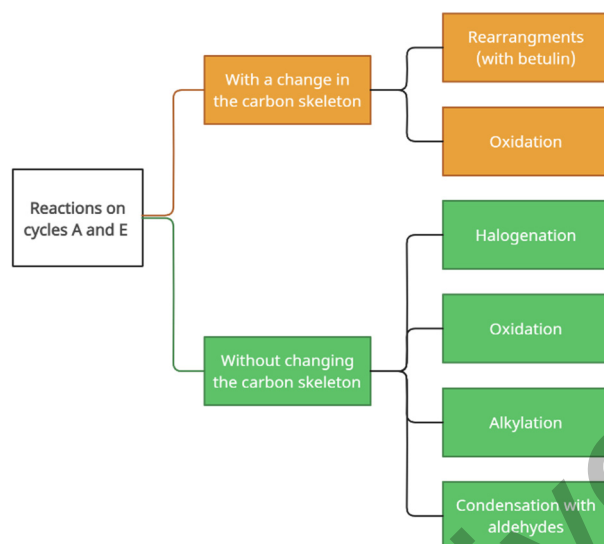 Rearrangments
(with betulin)
With a change in
the carbon skeleton
Oxidation
Reactions on
cycles A and E
Halogenation
Oxidation
Without changing
the carbon skeleton
Alkylation
Condensation with
aldehydes